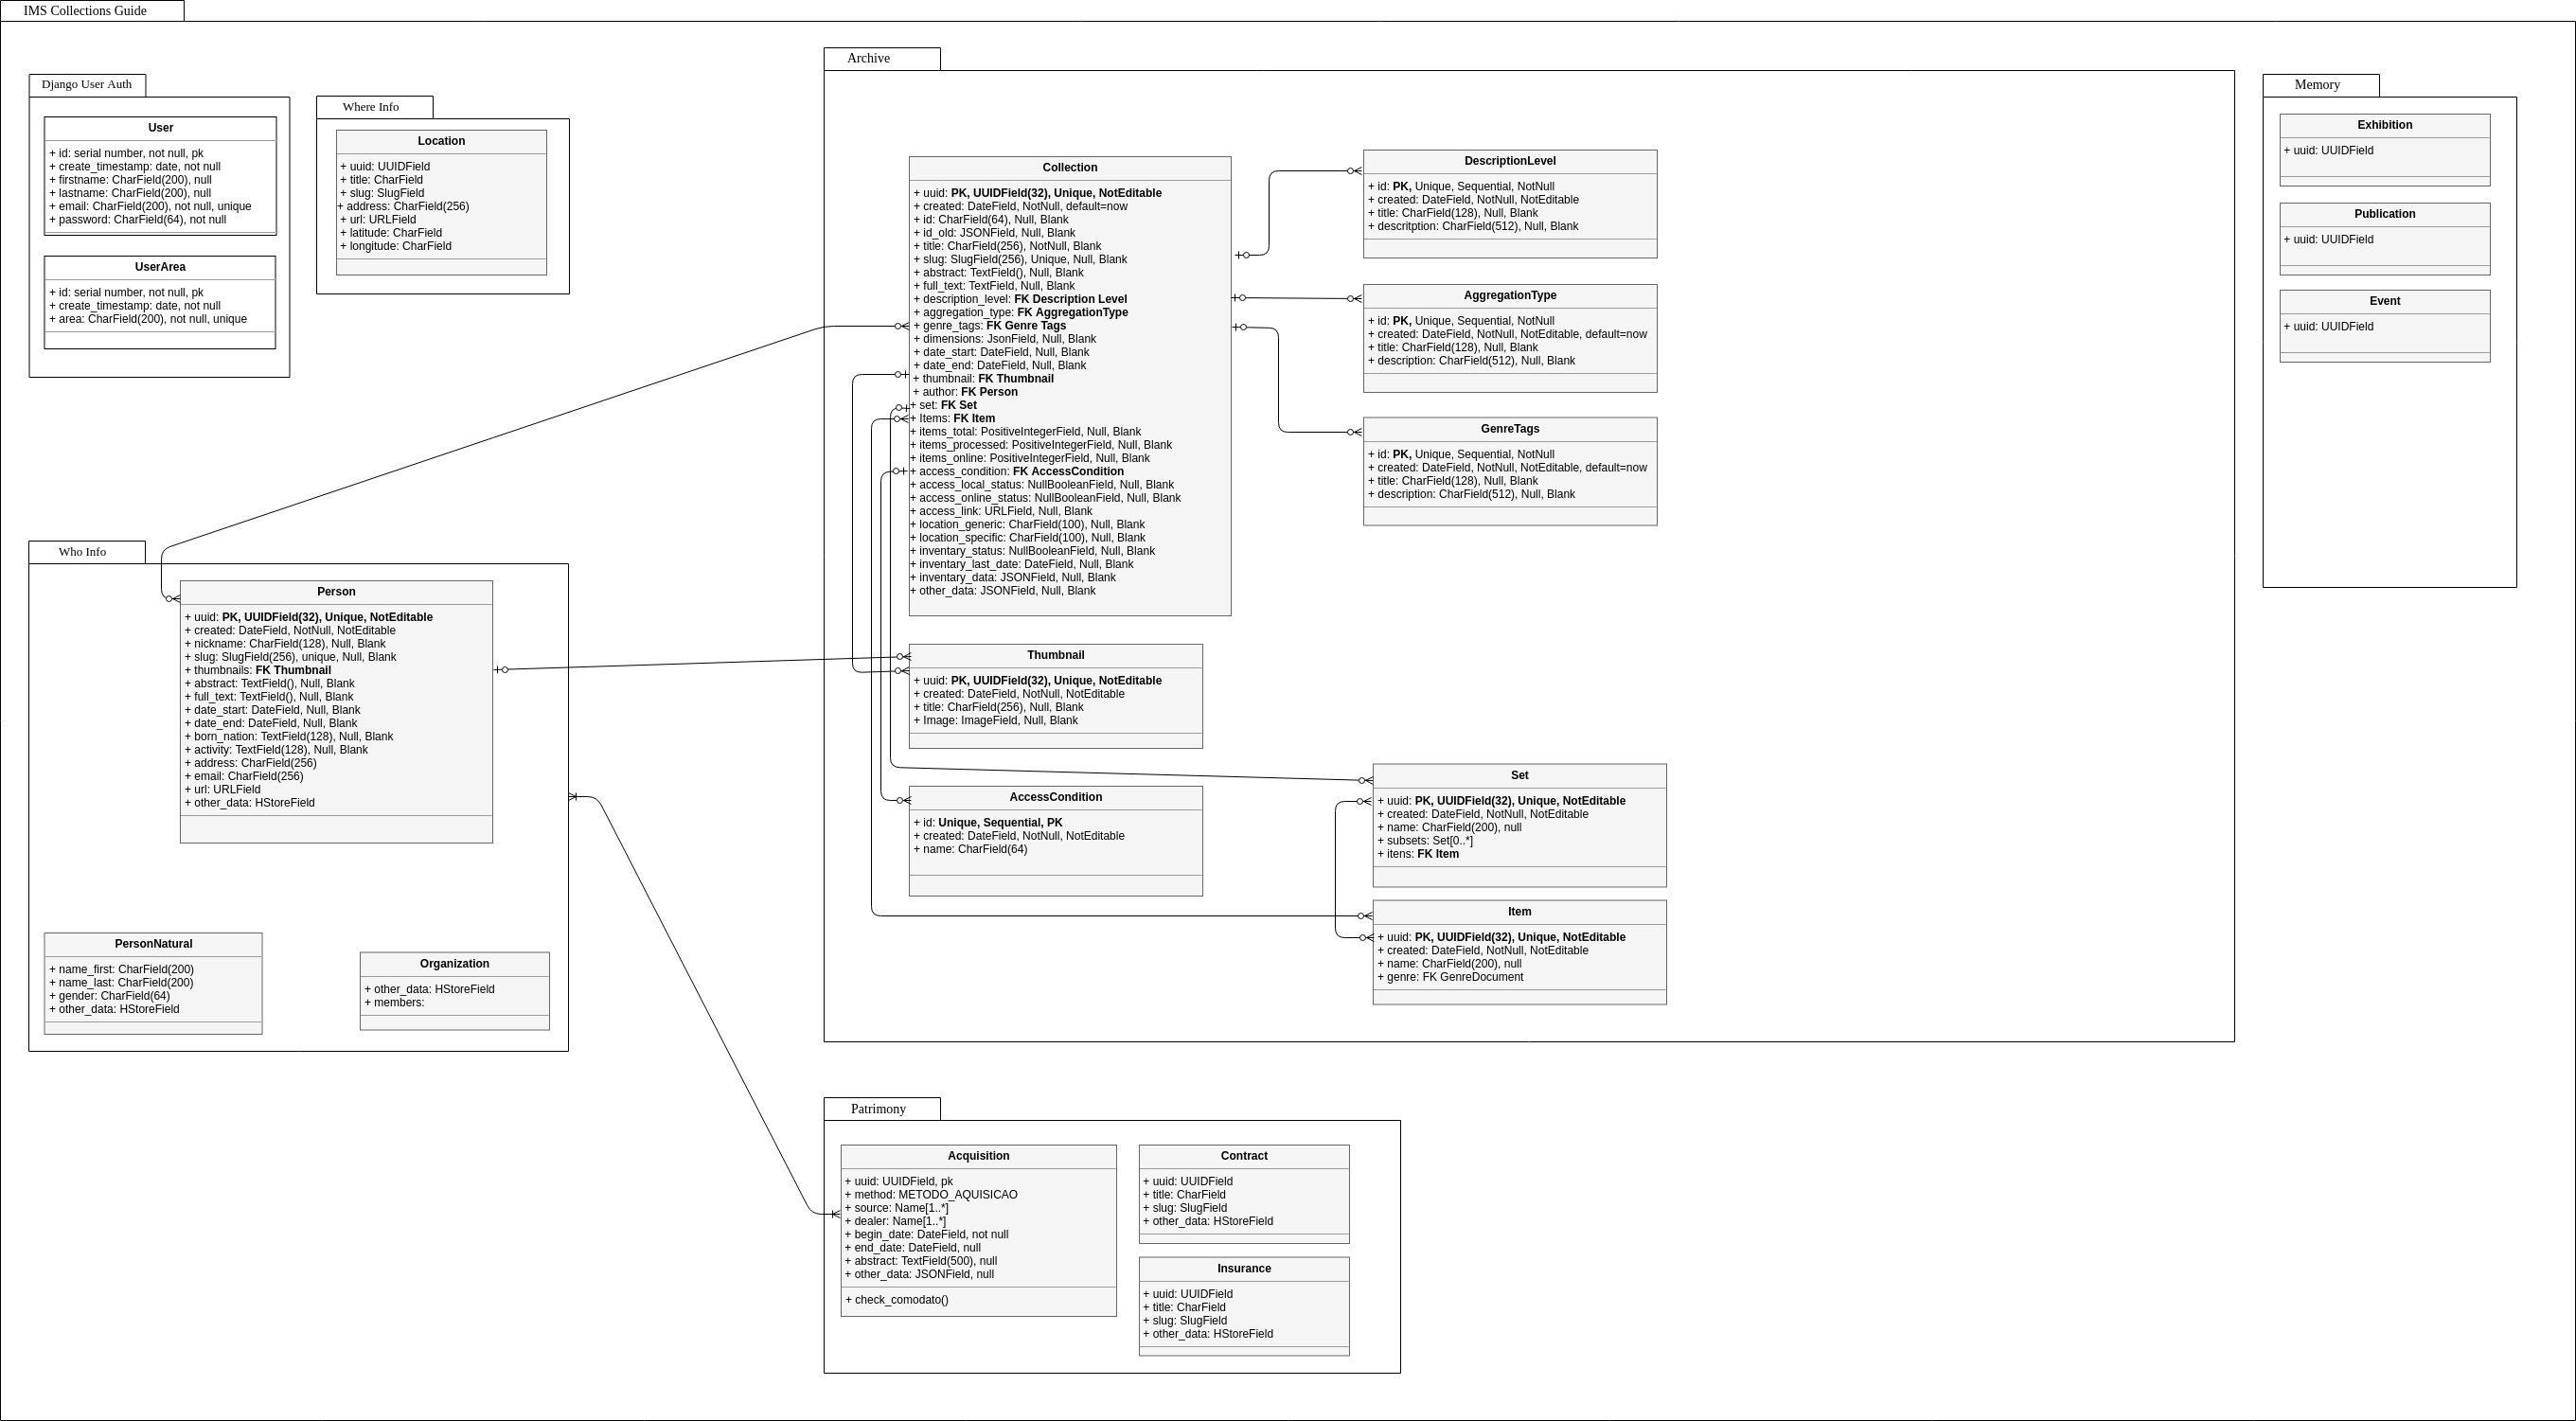 IMS Collections Guide
Django User Auth
User
+ id: serial number, not null, pk
+ create_timestamp: date, not null
+ firstname: CharField(200), null
+ lastname: CharField(200), null
+ email: CharField(200), not null, unique
+ password: CharField(64), not null
UserArea
+ id: serial number, not null, pk
+ create_timestamp: date, not null
+ area: CharField(200), not null, unique
Where Info
Location
+ uuid: UUIDField
+ title: CharField
+ slug: SlugField
+ address: CharField(256)
+ url: URLField
+ latitude: CharField
+ longitude: CharField
Archive
Collection
+ uuid: PK, UUIDField(32), Unique, NotEditable
+ created: DateField, NotNull, default=now
+ id: CharField(64), Null, Blank
+ id_old: JSONField, Null, Blank
+ title: CharField(256), NotNull, Blank
+ slug: SlugField(256), Unique, Null, Blank
+ abstract: TextField(), Null, Blank
+ full_text: TextField, Null, Blank
+ description_level: FK Description Level
+ aggregation_type: FK AggregationType
+ genre_tags: FK Genre Tags
+ dimensions: JsonField, Null, Blank
+ date_start: DateField, Null, Blank
+ date_end: DateField, Null, Blank
+ thumbnail: FK Thumbnail
+ author: FK Person
+ set: FK Set
+ Items: FK Item
+ items_total: PositiveIntegerField, Null, Blank
+ items_processed: PositiveIntegerField, Null, Blank
+ items_online: PositiveIntegerField, Null, Blank
+ access_condition: FK AccessCondition
+ access_local_status: NullBooleanField, Null, Blank
+ access_online_status: NullBooleanField, Null, Blank
+ access_link: URLField, Null, Blank
+ location_generic: CharField(100), Null, Blank
+ location_specific: CharField(100), Null, Blank
+ inventory_status: NullBooleanField, Null, Blank
+ inventory_last_date: DateField, Null, Blank
+ inventory_data: JSONField, Null, Blank
+ other_data: JSONField, Null, Blank
DescriptionLevel
+ id: PK, Unique, Sequential, NotNull
+ created: DateField, NotNull, NotEditable
+ title: CharField(128), Null, Blank
+ descritption: CharField(512), Null, Blank
AggregationType
+ id: PK, Unique, Sequential, NotNull
+ created: DateField, NotNull, NotEditable, default=now
+ title: CharField(128), Null, Blank
+ description: CharField(512), Null, Blank
GenreTags
+ id: PK, Unique, Sequential, NotNull
+ created: DateField, NotNull, NotEditable, default=now
+ title: CharField(128), Null, Blank
+ description: CharField(512), Null, Blank
Thumbnail
+ uuid: PK, UUIDField(32), Unique, NotEditable
+ created: DateField, NotNull, NotEditable
+ title: CharField(256), Null, Blank
+ Image: ImageField, Null, Blank
AccessCondition
+ id: Unique, Sequential, PK
+ created: DateField, NotNull, NotEditable
+ name: CharField(64)
Set
+ uuid: PK, UUIDField(32), Unique, NotEditable
+ created: DateField, NotNull, NotEditable
+ name: CharField(200), null
+ subsets: Set[0..*]
+ itens: FK Item
Item
+ uuid: PK, UUIDField(32), Unique, NotEditable
+ created: DateField, NotNull, NotEditable
+ name: CharField(200), null
+ genre: FK GenreDocument
Memory
Exhibition
+ uuid: UUIDField
Publication
+ uuid: UUIDField
Event
+ uuid: UUIDField
Who Info
Person
+ uuid: PK, UUIDField(32), Unique, NotEditable
+ created: DateField, NotNull, NotEditable
+ nickname: CharField(128), Null, Blank
+ slug: SlugField(256), unique, Null, Blank
+ thumbnails: FK Thumbnail
+ abstract: TextField(), Null, Blank
+ full_text: TextField(), Null, Blank
+ date_start: DateField, Null, Blank
+ date_end: DateField, Null, Blank
+ born_nation: TextField(128), Null, Blank
+ activity: TextField(128), Null, Blank
+ address: CharField(256)
+ email: CharField(256)
+ url: URLField
+ other_data: HStoreField
PersonNatural
+ name_first: CharField(200)
+ name_last: CharField(200)
+ gender: CharField(64)
+ other_data: HStoreField
Organization
+ other_data: HStoreField
+ members:
Patrimony
Acquisition
+ uuid: UUIDField, pk
+ method: METODO_AQUISICAO
+ source: Name[1..*]
+ dealer: Name[1..*]
+ begin_date: DateField, not null
+ end_date: DateField, null
+ abstract: TextField(500), null
+ other_data: JSONField, null
+ check_comodato()
Contract
+ uuid: UUIDField
+ title: CharField
+ slug: SlugField
+ other_data: HStoreField
Insurance
+ uuid: UUIDField
+ title: CharField
+ slug: SlugField
+ other_data: HStoreField